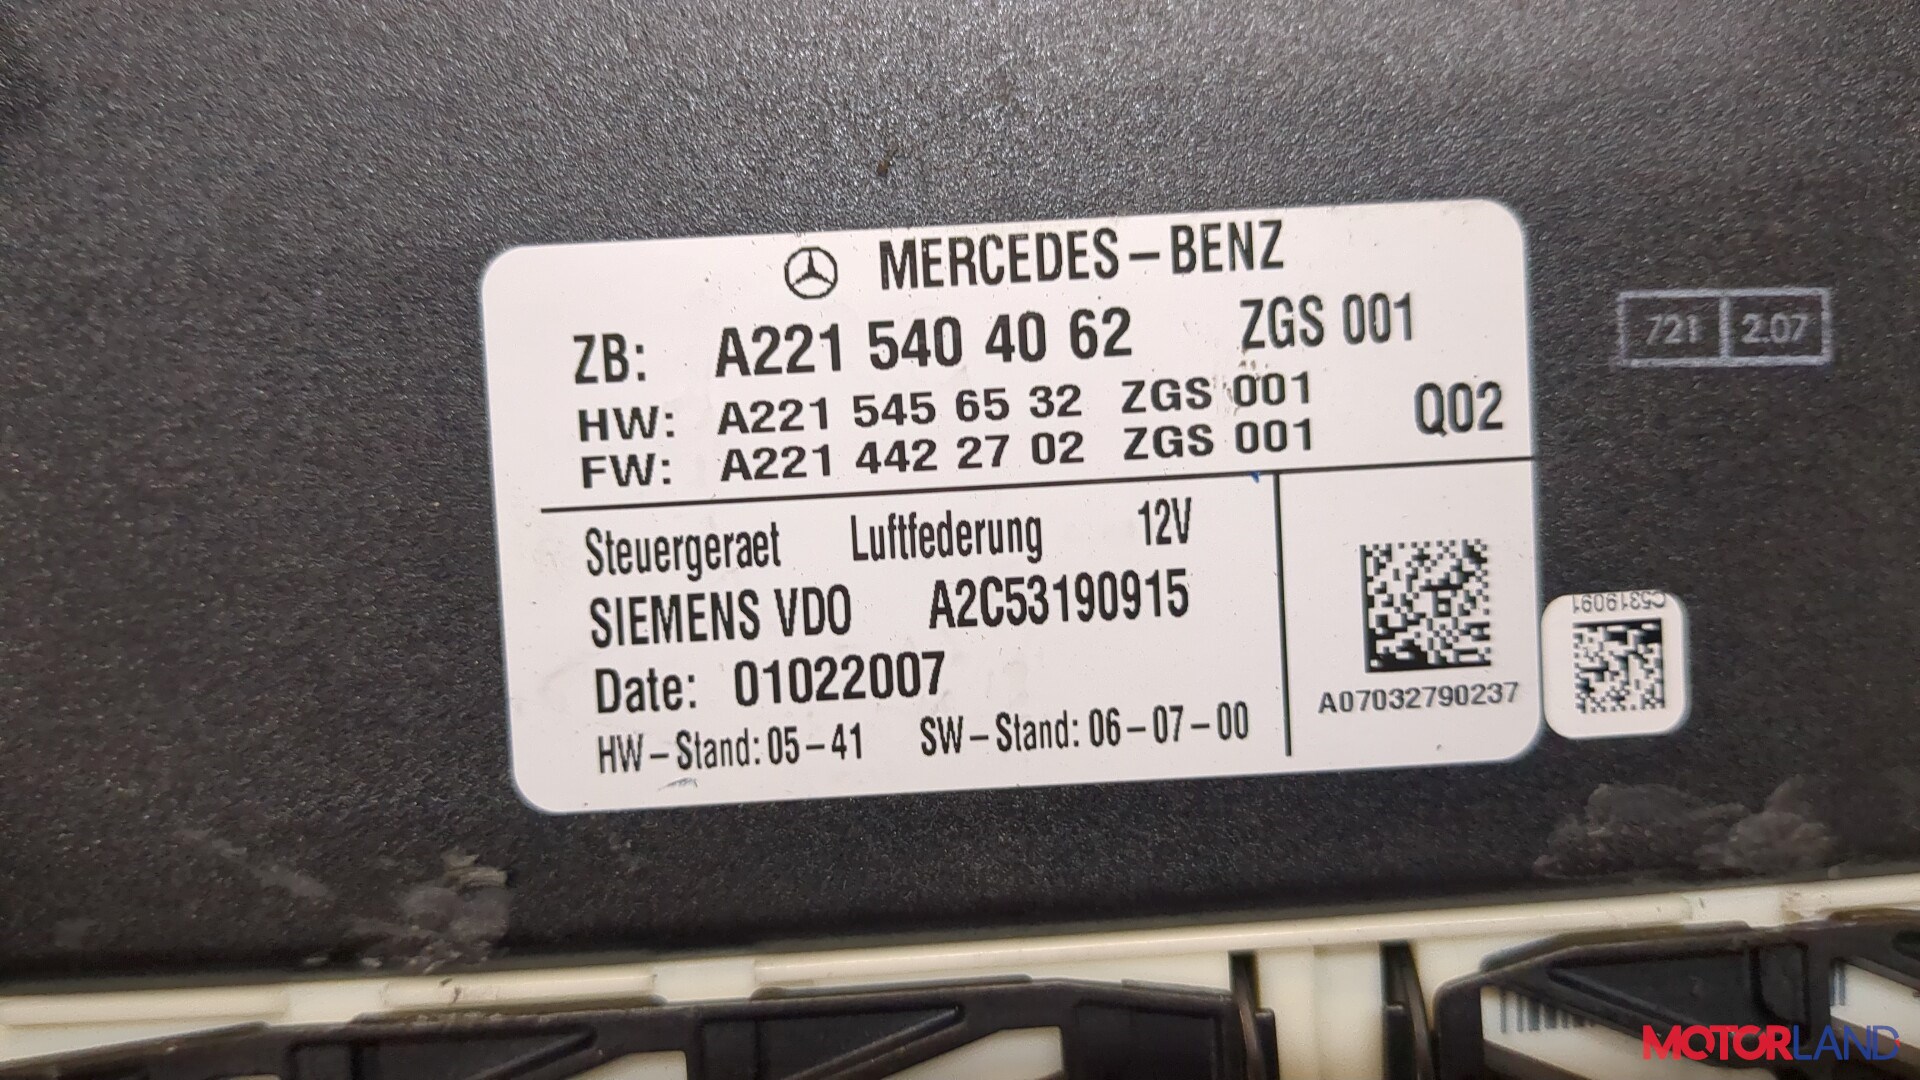 MERCEDES-BENZ
ZB: A221 540 40 62 ZGS 001
HW: A221 545 65 32 ZGS 001
FW: A221 442 27 02 ZGS 001 Q02
Steuergeraet Luftfederung 12V
SIEMENS VDO A2C53190915
Date: 01022007
HW-Stand: 05-41 SW-Stand: 06-07-00
A07032790237
721 2.07
C5319091
MOTORLAND